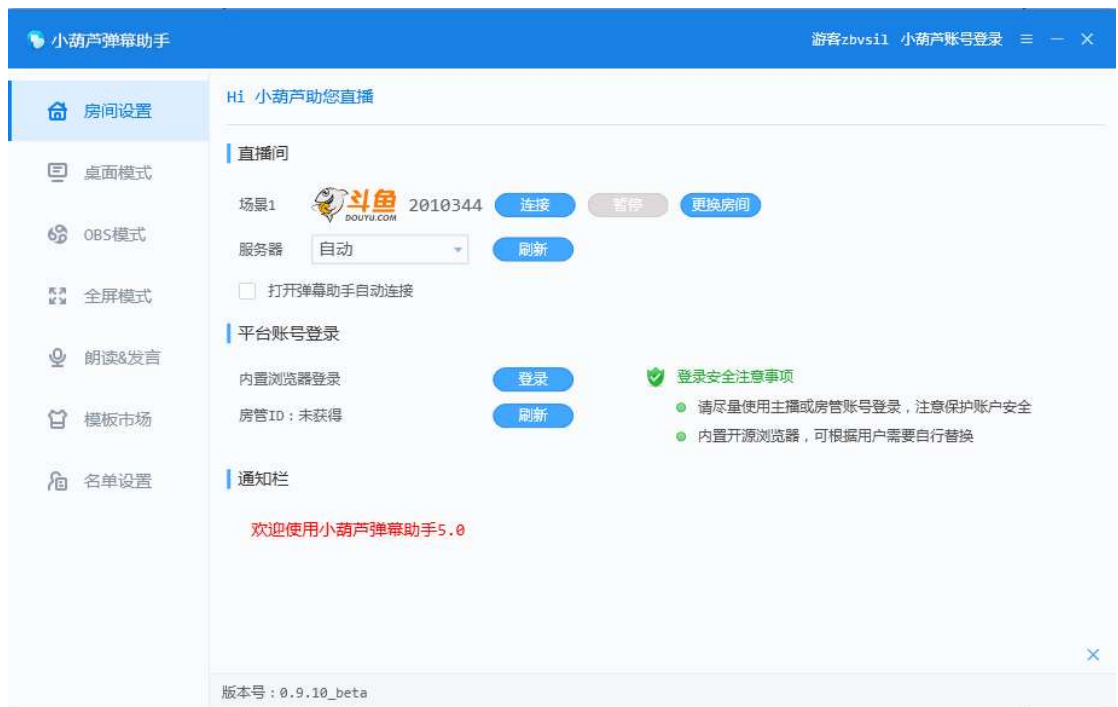 小葫芦弹幕助手 游客zbvsil 小葫芦账号登录
房间设置
桌面模式
OBS模式
全屏模式
朗读&发言
模板市场
名单设置
Hi 小葫芦助您直播
直播间
场景1 斗鱼 DOUYU.COM 2010344 连接 暂停 更换房间
服务器 自动 刷新
打开弹幕助手自动连接
平台账号登录
内置浏览器登录 登录
房管ID：未获得 刷新
登录安全注意事项
请尽量使用主播或房管账号登录，注意保护账户安全
内置开源浏览器，可根据用户需要自行替换
通知栏
欢迎使用小葫芦弹幕助手5.0
版本号：0.9.10_beta